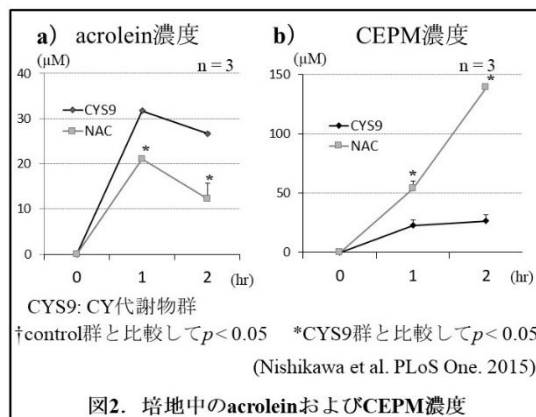 a) acrolein濃度
(μM)
n = 3
40
30
20
10
0
CYS9
NAC
*
*
0 1 2 (hr)
b) CEPM濃度
(μM)
n = 3
150
100
50
0
CYS9
NAC
*
*
0 1 2 (hr)
CYS9: CY代謝物群
†control群と比較してp < 0.05 *CYS9群と比較してp < 0.05
(Nishikawa et al. PLoS One. 2015)
図2. 培地中のacroleinおよびCEPM濃度